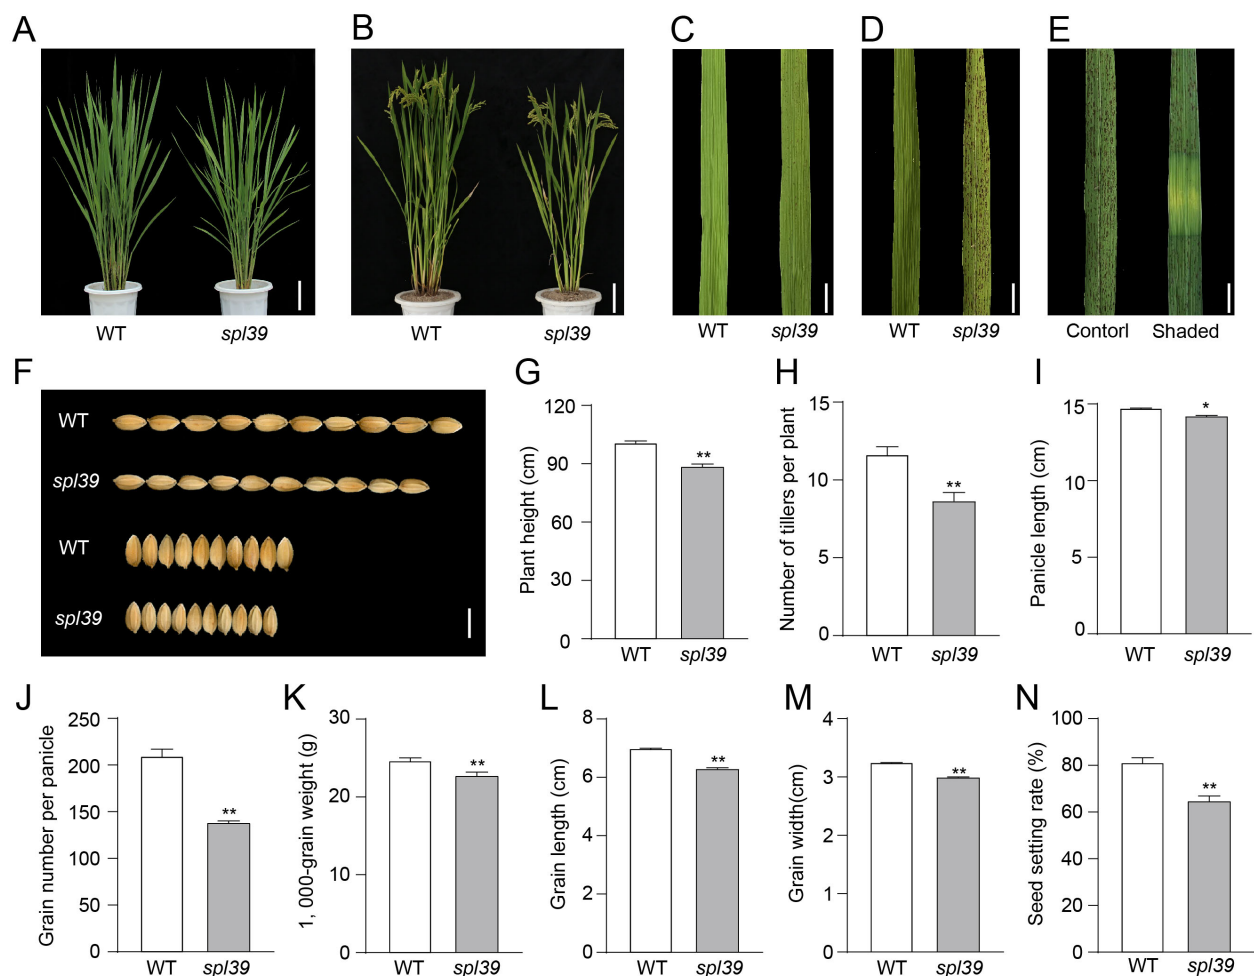 A
B
C
D
E
WT
spl39
WT
spl39
WT
spl39
WT
spl39
Contorl
Shaded
F
WT
spl39
WT
spl39
G
Plant height (cm)
120
90
60
30
0
**
WT
spl39
H
Number of tillers per plant
15
10
5
0
**
WT
spl39
I
Panicle length (cm)
15
10
5
0
*
WT
spl39
J
Grain number per panicle
250
200
150
100
50
0
**
WT
spl39
K
1, 000-grain weight (g)
30
20
10
0
**
WT
spl39
L
Grain length (cm)
8
6
4
2
0
**
WT
spl39
M
Grain width(cm)
4
3
2
1
0
**
WT
spl39
N
Seed setting rate (%)
100
80
60
40
20
0
**
WT
spl39